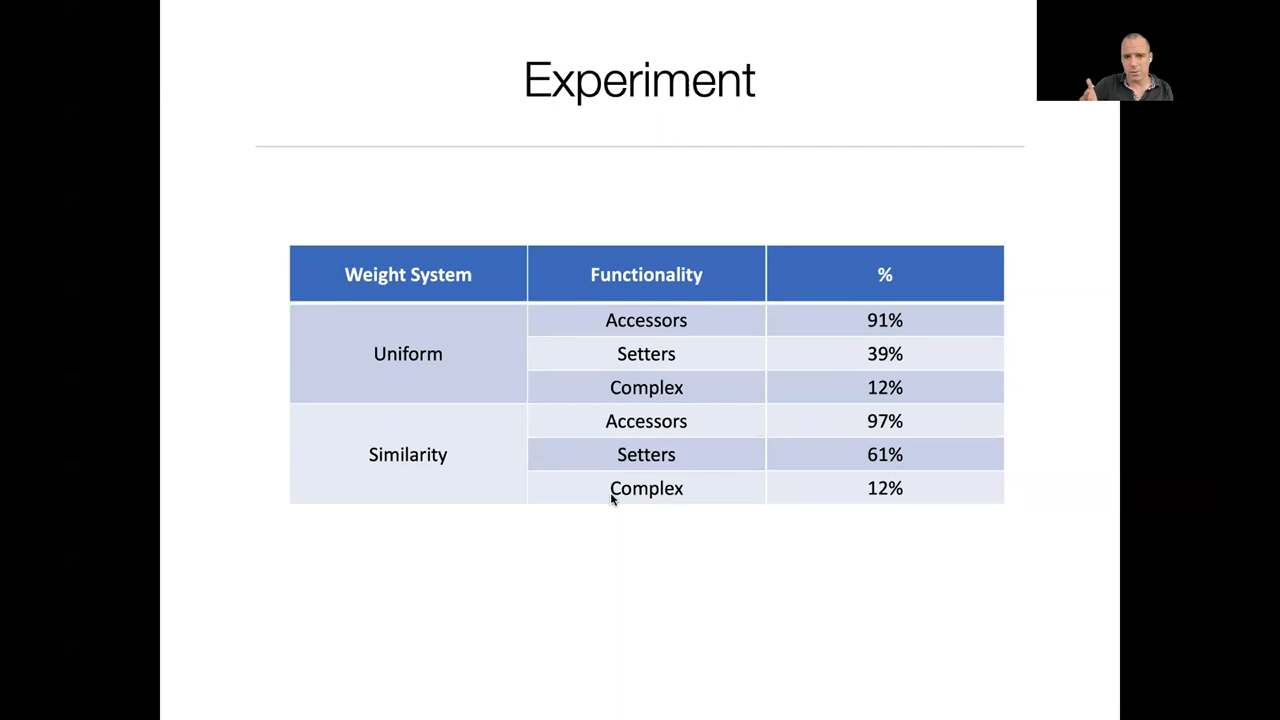 Experiment
Weight System Functionality %
Uniform
Accessors 91%
Setters 39%
Complex 12%
Similarity
Accessors 97%
Setters 61%
Complex 12%